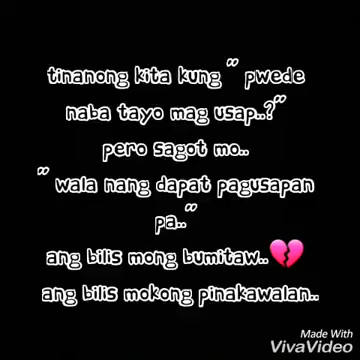 tinanong kita kung " pwede
naba tayo mag usap..?"
pero sagot mo..
" wala nang dapat pagusapan
pa.."
ang bilis mong bumitaw..💔
ang bilis mokong pinakawalan..
Made With
VivaVideo